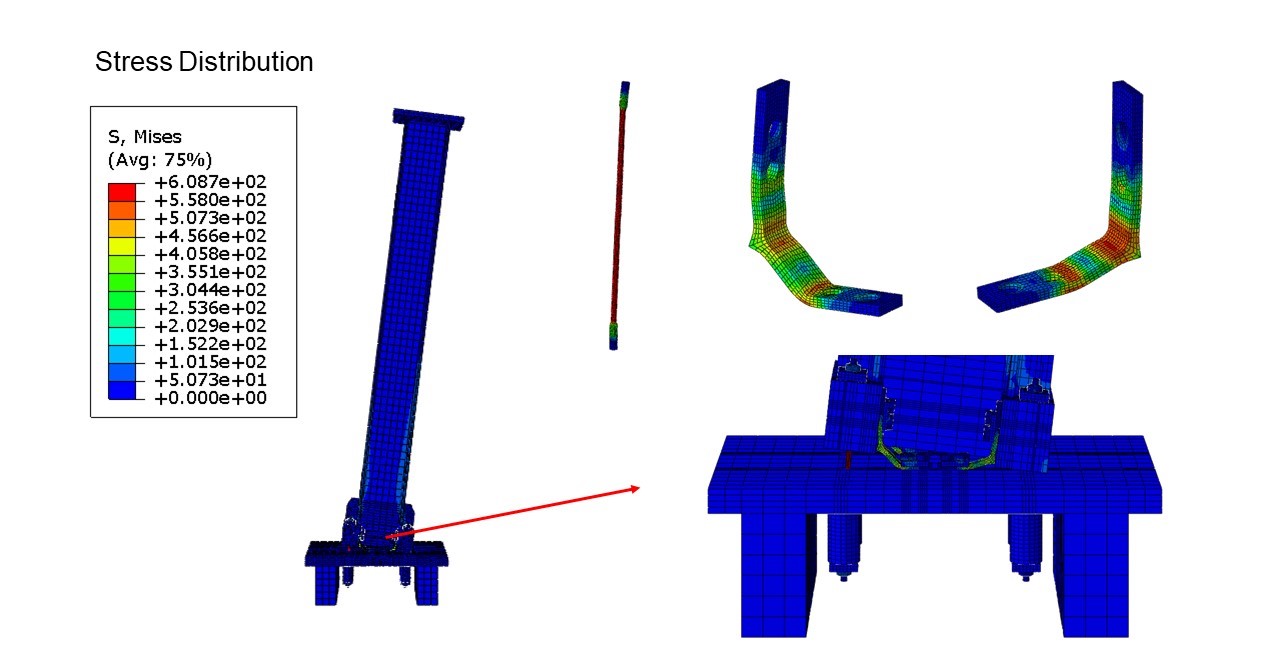 Stress Distribution
S, Mises
(Avg: 75%)
+6.087e+02
+5.580e+02
+5.073e+02
+4.566e+02
+4.058e+02
+3.551e+02
+3.044e+02
+2.536e+02
+2.029e+02
+1.522e+02
+1.015e+02
+5.073e+01
+0.000e+00